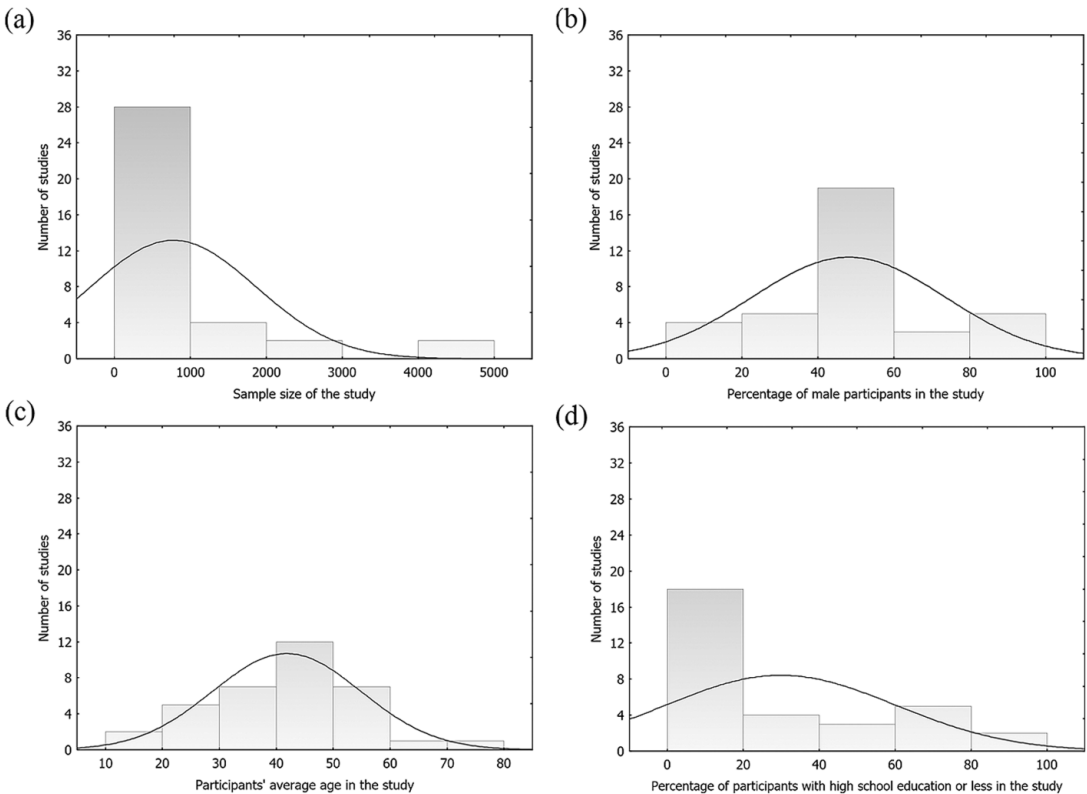 (a)
36
32
28
24
20
16
12
8
4
0
Number of studies
0 1000 2000 3000 4000 5000
Sample size of the study
(b)
36
32
28
24
20
16
12
8
4
0
Number of studies
0 20 40 60 80 100
Percentage of male participants in the study
(c)
36
32
28
24
20
16
12
8
4
0
Number of studies
10 20 30 40 50 60 70 80
Participants' average age in the study
(d)
36
32
28
24
20
16
12
8
4
0
Number of studies
0 20 40 60 80 100
Percentage of participants with high school education or less in the study